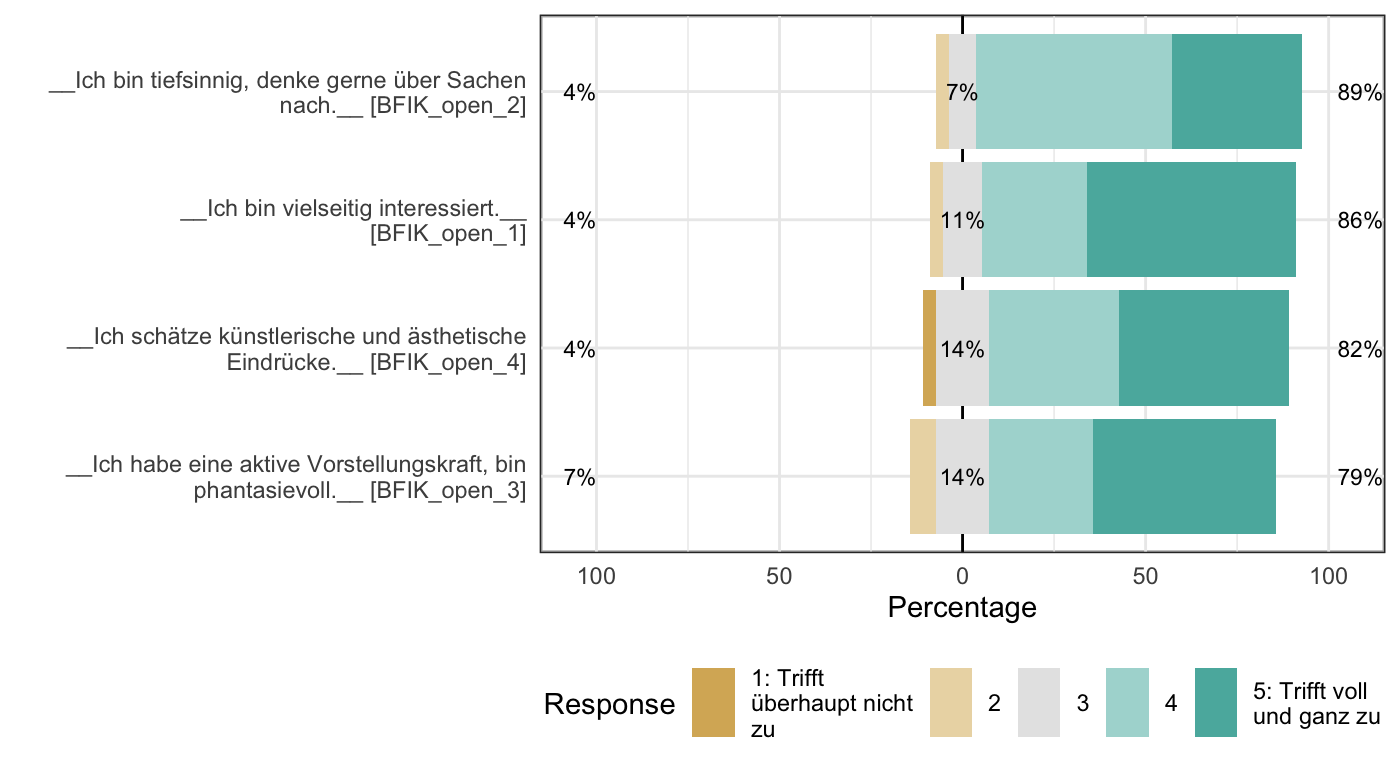 __Ich bin tiefsinnig, denke gerne über Sachen
nach.__ [BFIK_open_2]
4%
7%
89%
__Ich bin vielseitig interessiert.__
[BFIK_open_1]
4%
11%
86%
__Ich schätze künstlerische und ästhetische
Eindrücke.__ [BFIK_open_4]
4%
14%
82%
__Ich habe eine aktive Vorstellungskraft, bin
phantasievoll.__ [BFIK_open_3]
7%
14%
79%
100 50 0 50 100
Percentage
Response
1: Trifft
überhaupt nicht
zu
2
3
4
5: Trifft voll
und ganz zu